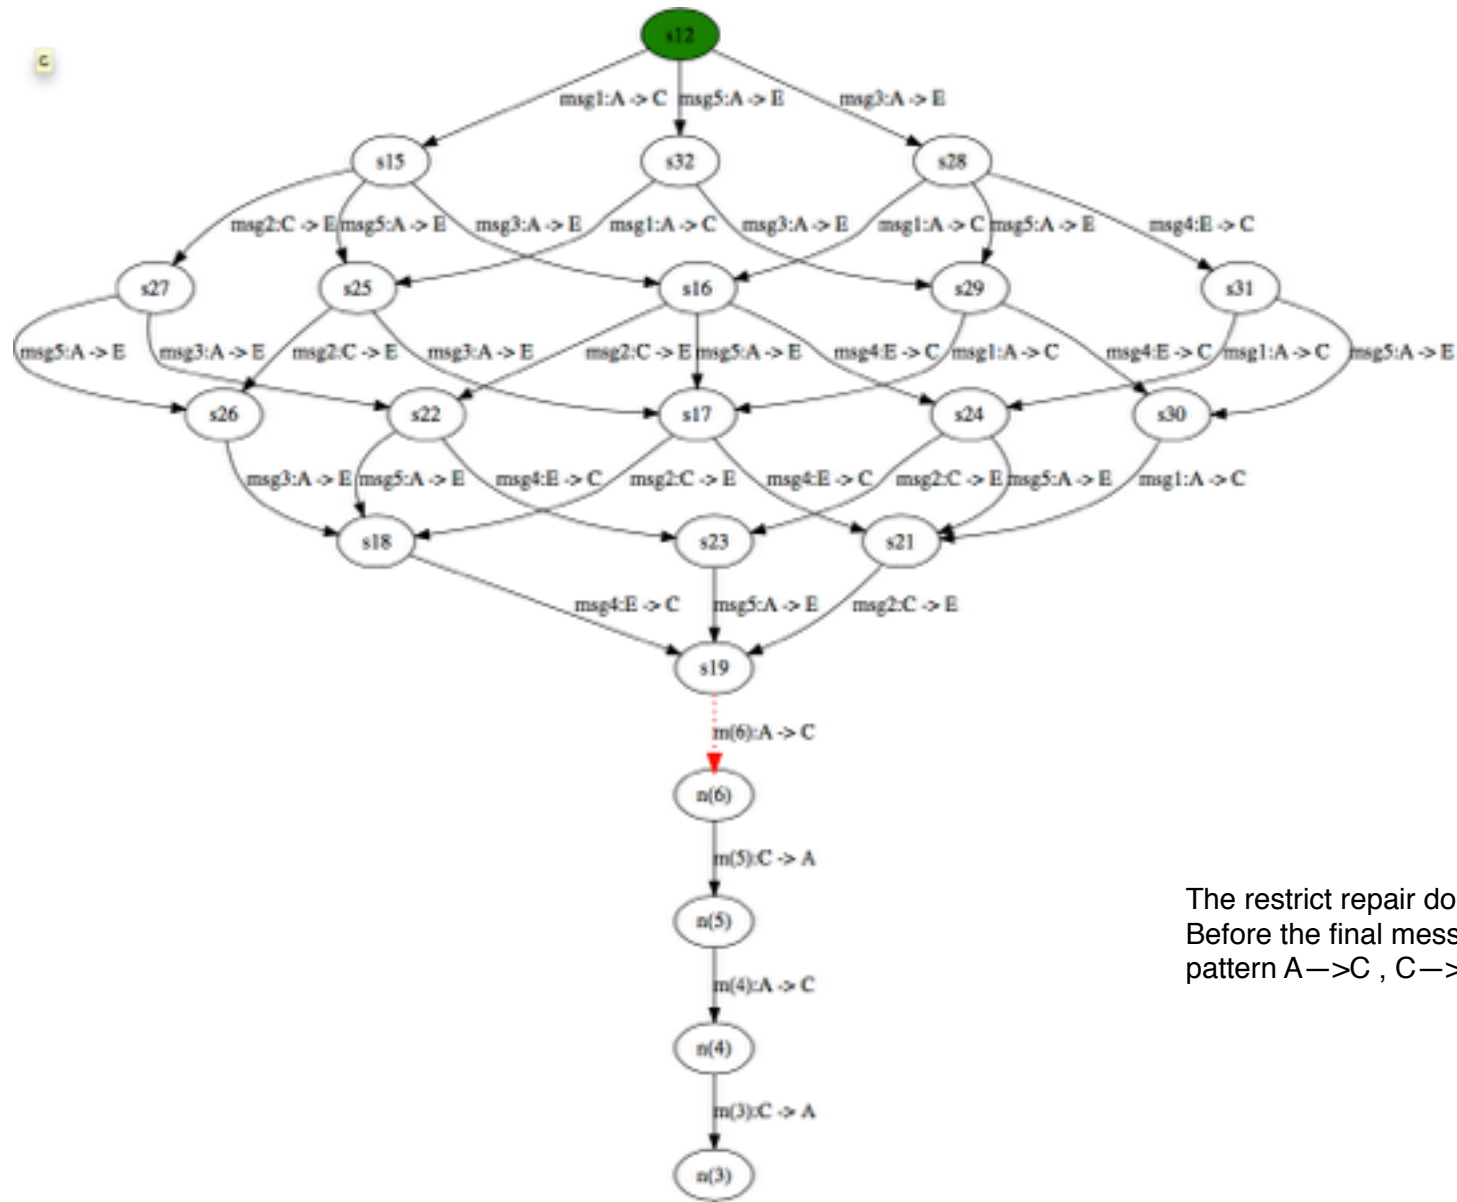 c
s12
msg1:A -> C msg5:A -> E msg3:A -> E
s15 s32 s28
msg2:C -> E msg5:A -> E msg3:A -> E msg1:A -> C msg3:A -> E msg1:A -> C msg5:A -> E msg4:E -> C
s27 s25 s16 s29 s31
msg5:A -> E msg3:A -> E msg2:C -> E msg3:A -> E msg2:C -> E msg5:A -> E msg4:E -> C msg1:A -> C msg4:E -> C msg1:A -> C msg5:A -> E
s26 s22 s17 s24 s30
msg3:A -> E msg5:A -> E msg4:E -> C msg2:C -> E msg4:E -> C msg2:C -> E msg5:A -> E msg1:A -> C
s18 s23 s21
msg4:E -> C msg5:A -> E msg2:C -> E
s19
m(6):A -> C
n(6)
m(5):C -> A
n(5)
m(4):A -> C
n(4)
m(3):C -> A
n(3)
The restrict repair do
Before the final mess
pattern A—>C , C—>